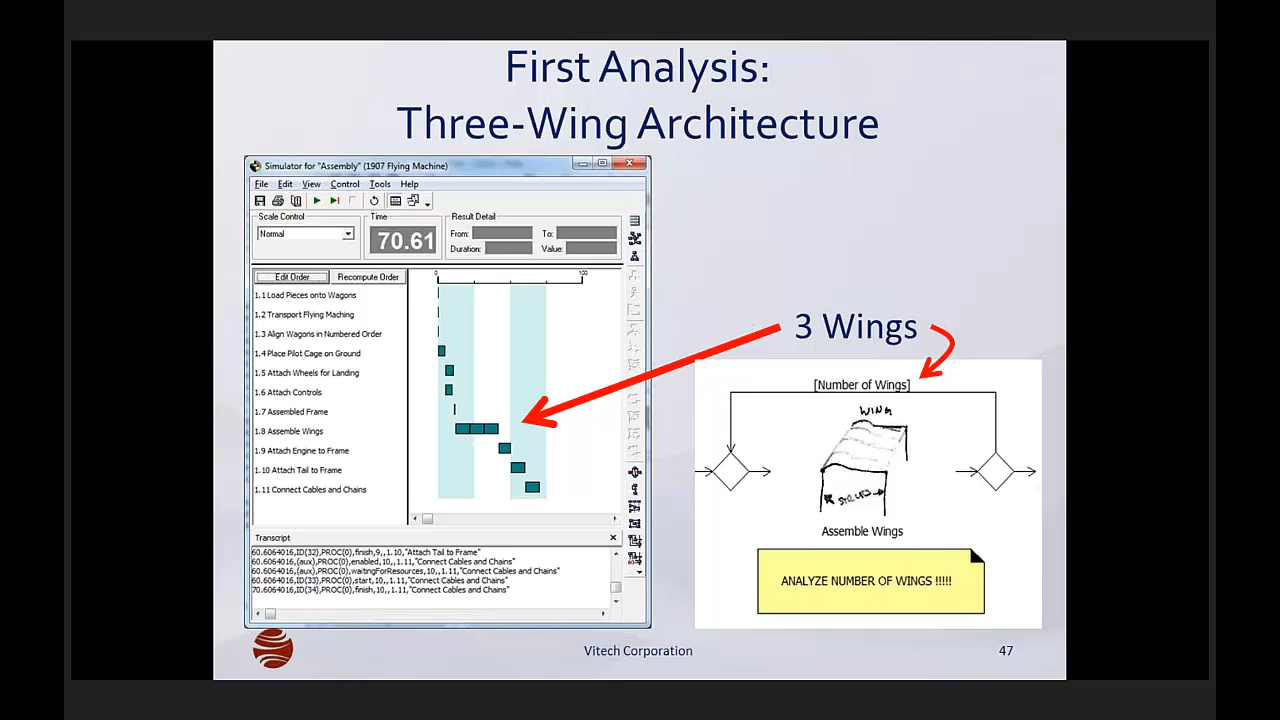 First Analysis:
Three-Wing Architecture
Simulator for "Assembly" (1907 Flying Machine)
File Edit View Control Tools Help
Scale Control
Normal
Time
70.61
Result Detail
From: To:
Duration: Value:
Edit Order Recompute Order
0 100
1.1 Load Pieces onto Wagons
1.2 Transport Flying Maching
1.3 Align Wagons in Numbered Order
1.4 Place Pilot Cage on Ground
1.5 Attach Wheels for Landing
1.6 Attach Controls
1.7 Assembled Frame
1.8 Assemble Wings
1.9 Attach Engine to Frame
1.10 Attach Tail to Frame
1.11 Connect Cables and Chains
Transcript
60.6064016,ID(32),PROC(0),finish,9,,1.10,"Attach Tail to Frame"
60.6064016,(aux),PROC(0),enabled,10,,1.11,"Connect Cables and Chains"
60.6064016,(aux),PROC(0),waitingForResources,10,,1.11,"Connect Cables and Chains"
60.6064016,ID(33),PROC(0),start,10,,1.11,"Connect Cables and Chains"
70.6064016,ID(34),PROC(0),finish,10,,1.11,"Connect Cables and Chains"
3 Wings
[Number of Wings]
WING
Assemble Wings
ANALYZE NUMBER OF WINGS !!!!!
Vitech Corporation
47